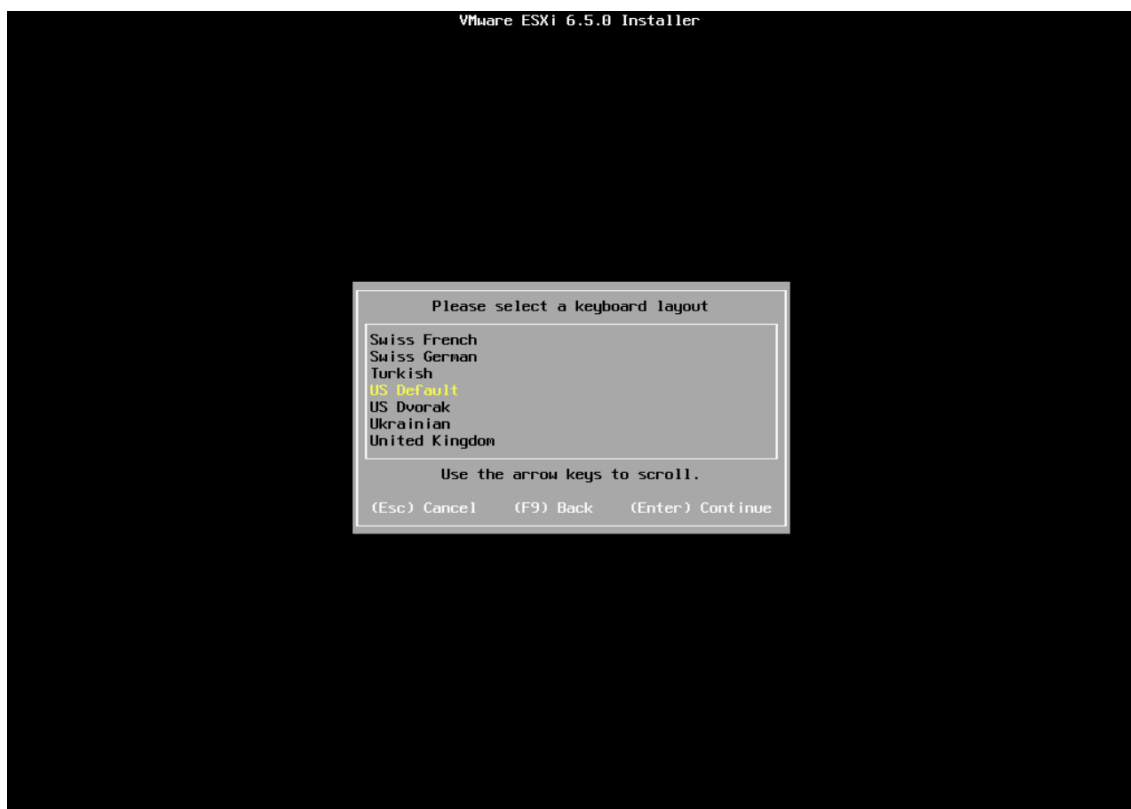 VMware ESXi 6.5.0 Installer
Please select a keyboard layout
Swiss French
Swiss German
Turkish
US Default
US Dvorak
Ukrainian
United Kingdom
Use the arrow keys to scroll.
(Esc) Cancel (F9) Back (Enter) Continue